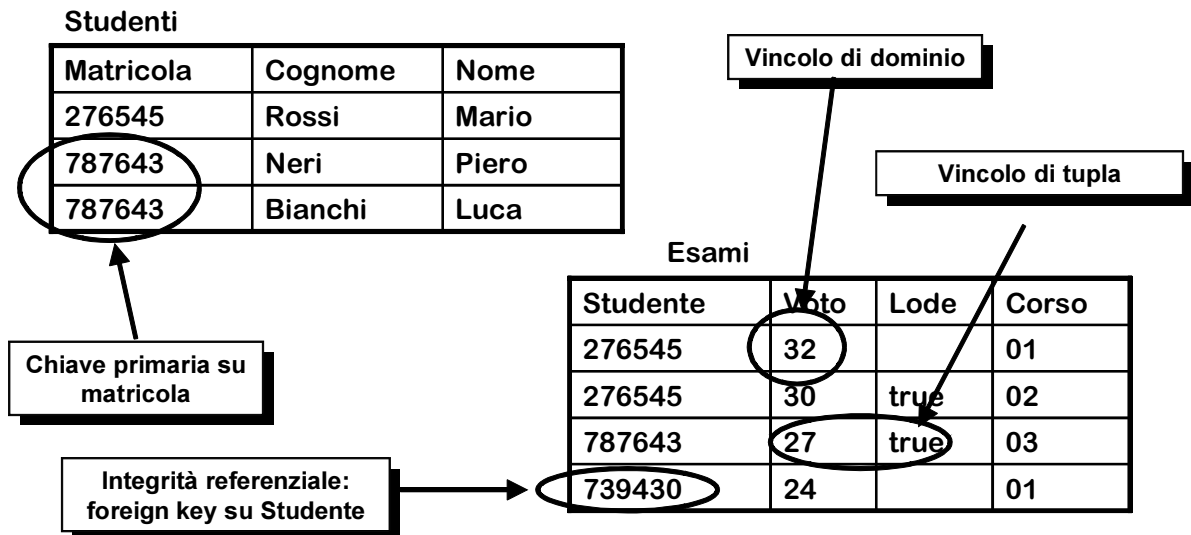 Studenti
Matricola Cognome Nome
276545 Rossi Mario
787643 Neri Piero
787643 Bianchi Luca
Vincolo di dominio
Vincolo di tupla
Chiave primaria su
matricola
Esami
Studente Voto Lode Corso
276545 32 01
276545 30 true 02
787643 27 true 03
739430 24 01
Integrità referenziale:
foreign key su Studente